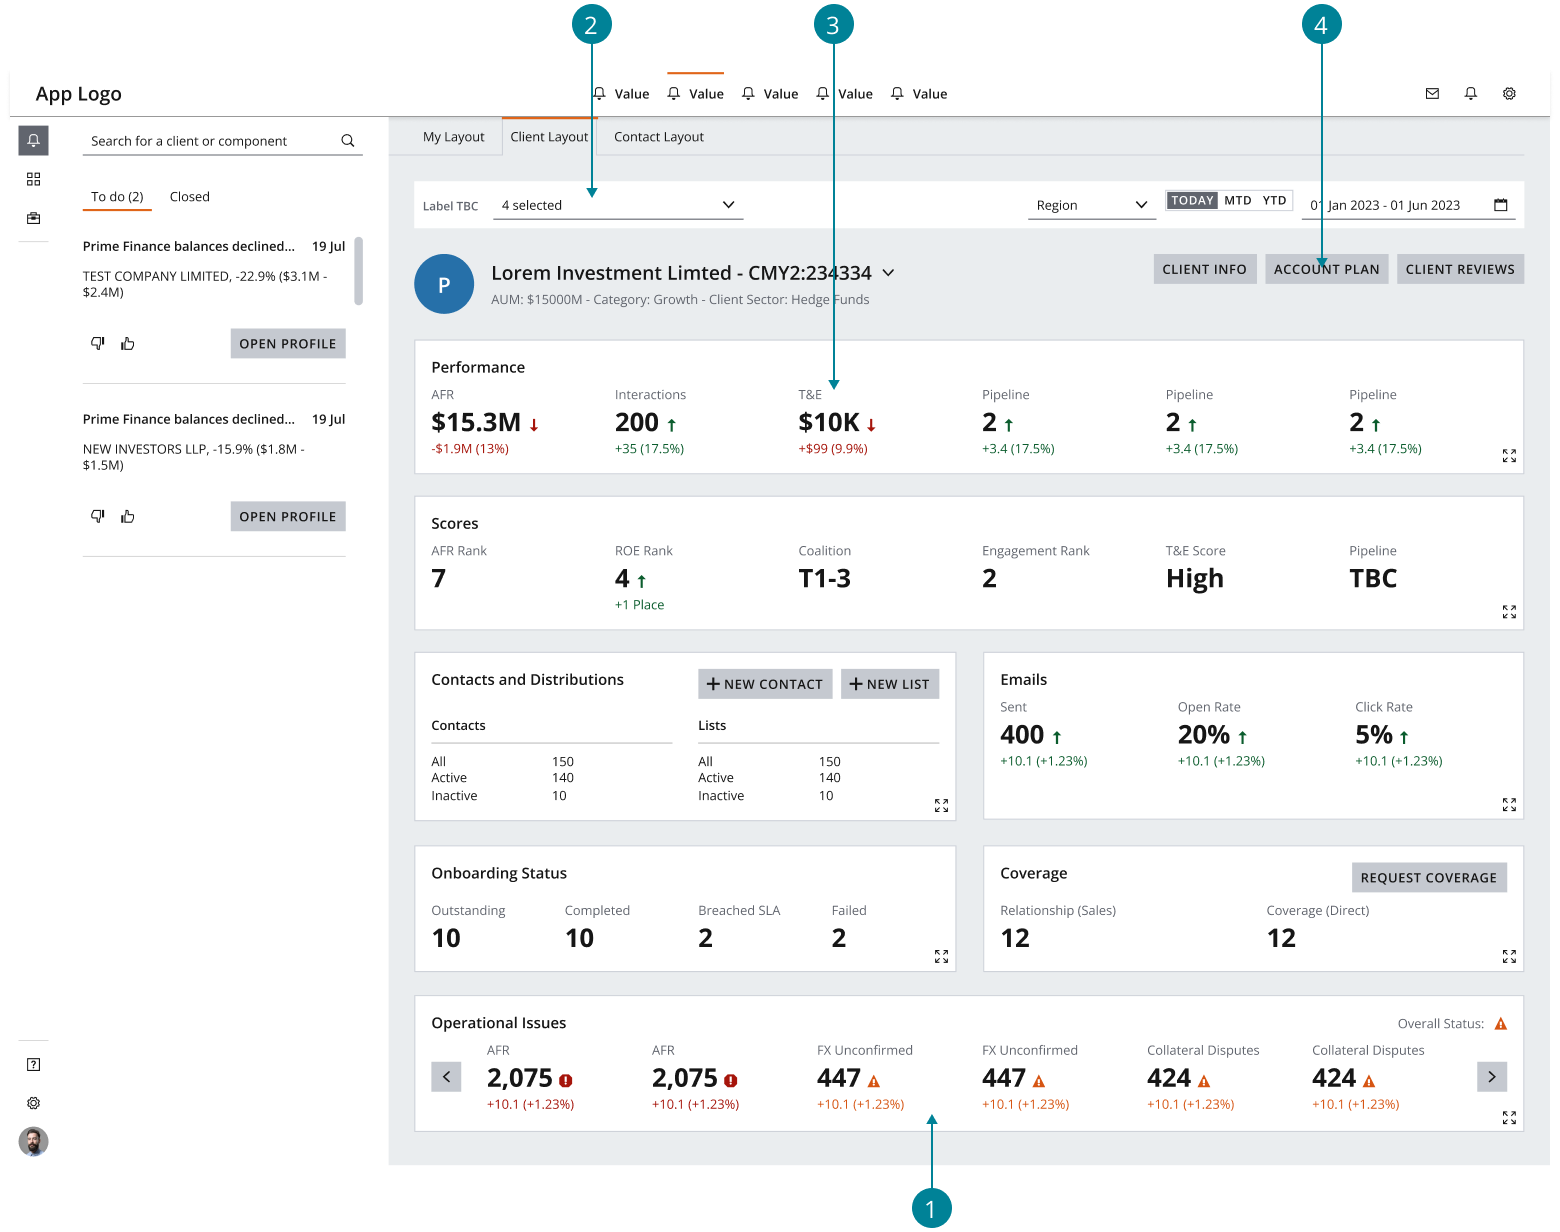 2
3
4
App Logo
Value
Value
Value
Value
Value
Search for a client or component
To do (2)
Closed
Prime Finance balances declined...
19 Jul
TEST COMPANY LIMITED, -22.9% ($3.1M -
$2.4M)
OPEN PROFILE
Prime Finance balances declined...
19 Jul
NEW INVESTORS LLP, -15.9% ($1.8M -
$1.5M)
OPEN PROFILE
?
My Layout
Client Layout
Contact Layout
Label TBC
4 selected
Region
TODAY
MTD
YTD
01 Jan 2023 - 01 Jun 2023
P
Lorem Investment Limted - CMY2:234334
AUM: $15000M - Category: Growth - Client Sector: Hedge Funds
CLIENT INFO
ACCOUNT PLAN
CLIENT REVIEWS
Performance
AFR
$15.3M
-$1.9M (13%)
Interactions
200
+35 (17.5%)
T&E
$10K
+$99 (9.9%)
Pipeline
2
+3.4 (17.5%)
Pipeline
2
+3.4 (17.5%)
Pipeline
2
+3.4 (17.5%)
Scores
AFR Rank
7
ROE Rank
4
+1 Place
Coalition
T1-3
Engagement Rank
2
T&E Score
High
Pipeline
TBC
Contacts and Distributions
+ NEW CONTACT
+ NEW LIST
Contacts
All 150
Active 140
Inactive 10
Lists
All 150
Active 140
Inactive 10
Emails
Sent
400
+10.1 (+1.23%)
Open Rate
20%
+10.1 (+1.23%)
Click Rate
5%
+10.1 (+1.23%)
Onboarding Status
Outstanding
10
Completed
10
Breached SLA
2
Failed
2
Coverage
REQUEST COVERAGE
Relationship (Sales)
12
Coverage (Direct)
12
Operational Issues
Overall Status:
AFR
2,075
+10.1 (+1.23%)
AFR
2,075
+10.1 (+1.23%)
FX Unconfirmed
447
+10.1 (+1.23%)
FX Unconfirmed
447
+10.1 (+1.23%)
Collateral Disputes
424
+10.1 (+1.23%)
Collateral Disputes
424
+10.1 (+1.23%)
1